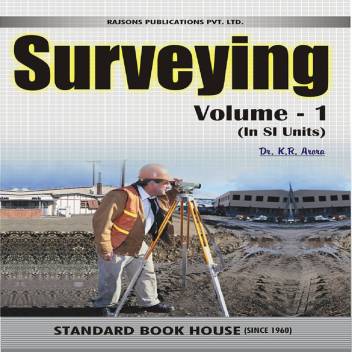 RAJSONS PUBLICATIONS PVT. LTD.
Surveying
Volume - 1
(In SI Units)
Dr. K.R. Arora
STANDARD BOOK HOUSE (SINCE 1960)